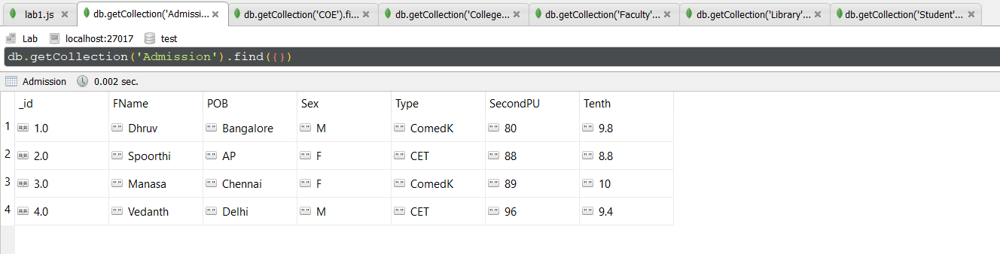 lab1.js db.getCollection('Admissi... db.getCollection('COE').fi... db.getCollection('College... db.getCollection('Faculty'... db.getCollection('Library'... db.getCollection('Student'...
Lab localhost:27017 test
db.getCollection('Admission').find({})
Admission 0.002 sec.
_id FName POB Sex Type SecondPU Tenth
1 ## 1.0 "" Dhruv "" Bangalore "" M "" ComedK "" 80 "" 9.8
2 ## 2.0 "" Spoorthi "" AP "" F "" CET "" 88 "" 8.8
3 ## 3.0 "" Manasa "" Chennai "" F "" ComedK "" 89 "" 10
4 ## 4.0 "" Vedanth "" Delhi "" M "" CET "" 96 "" 9.4